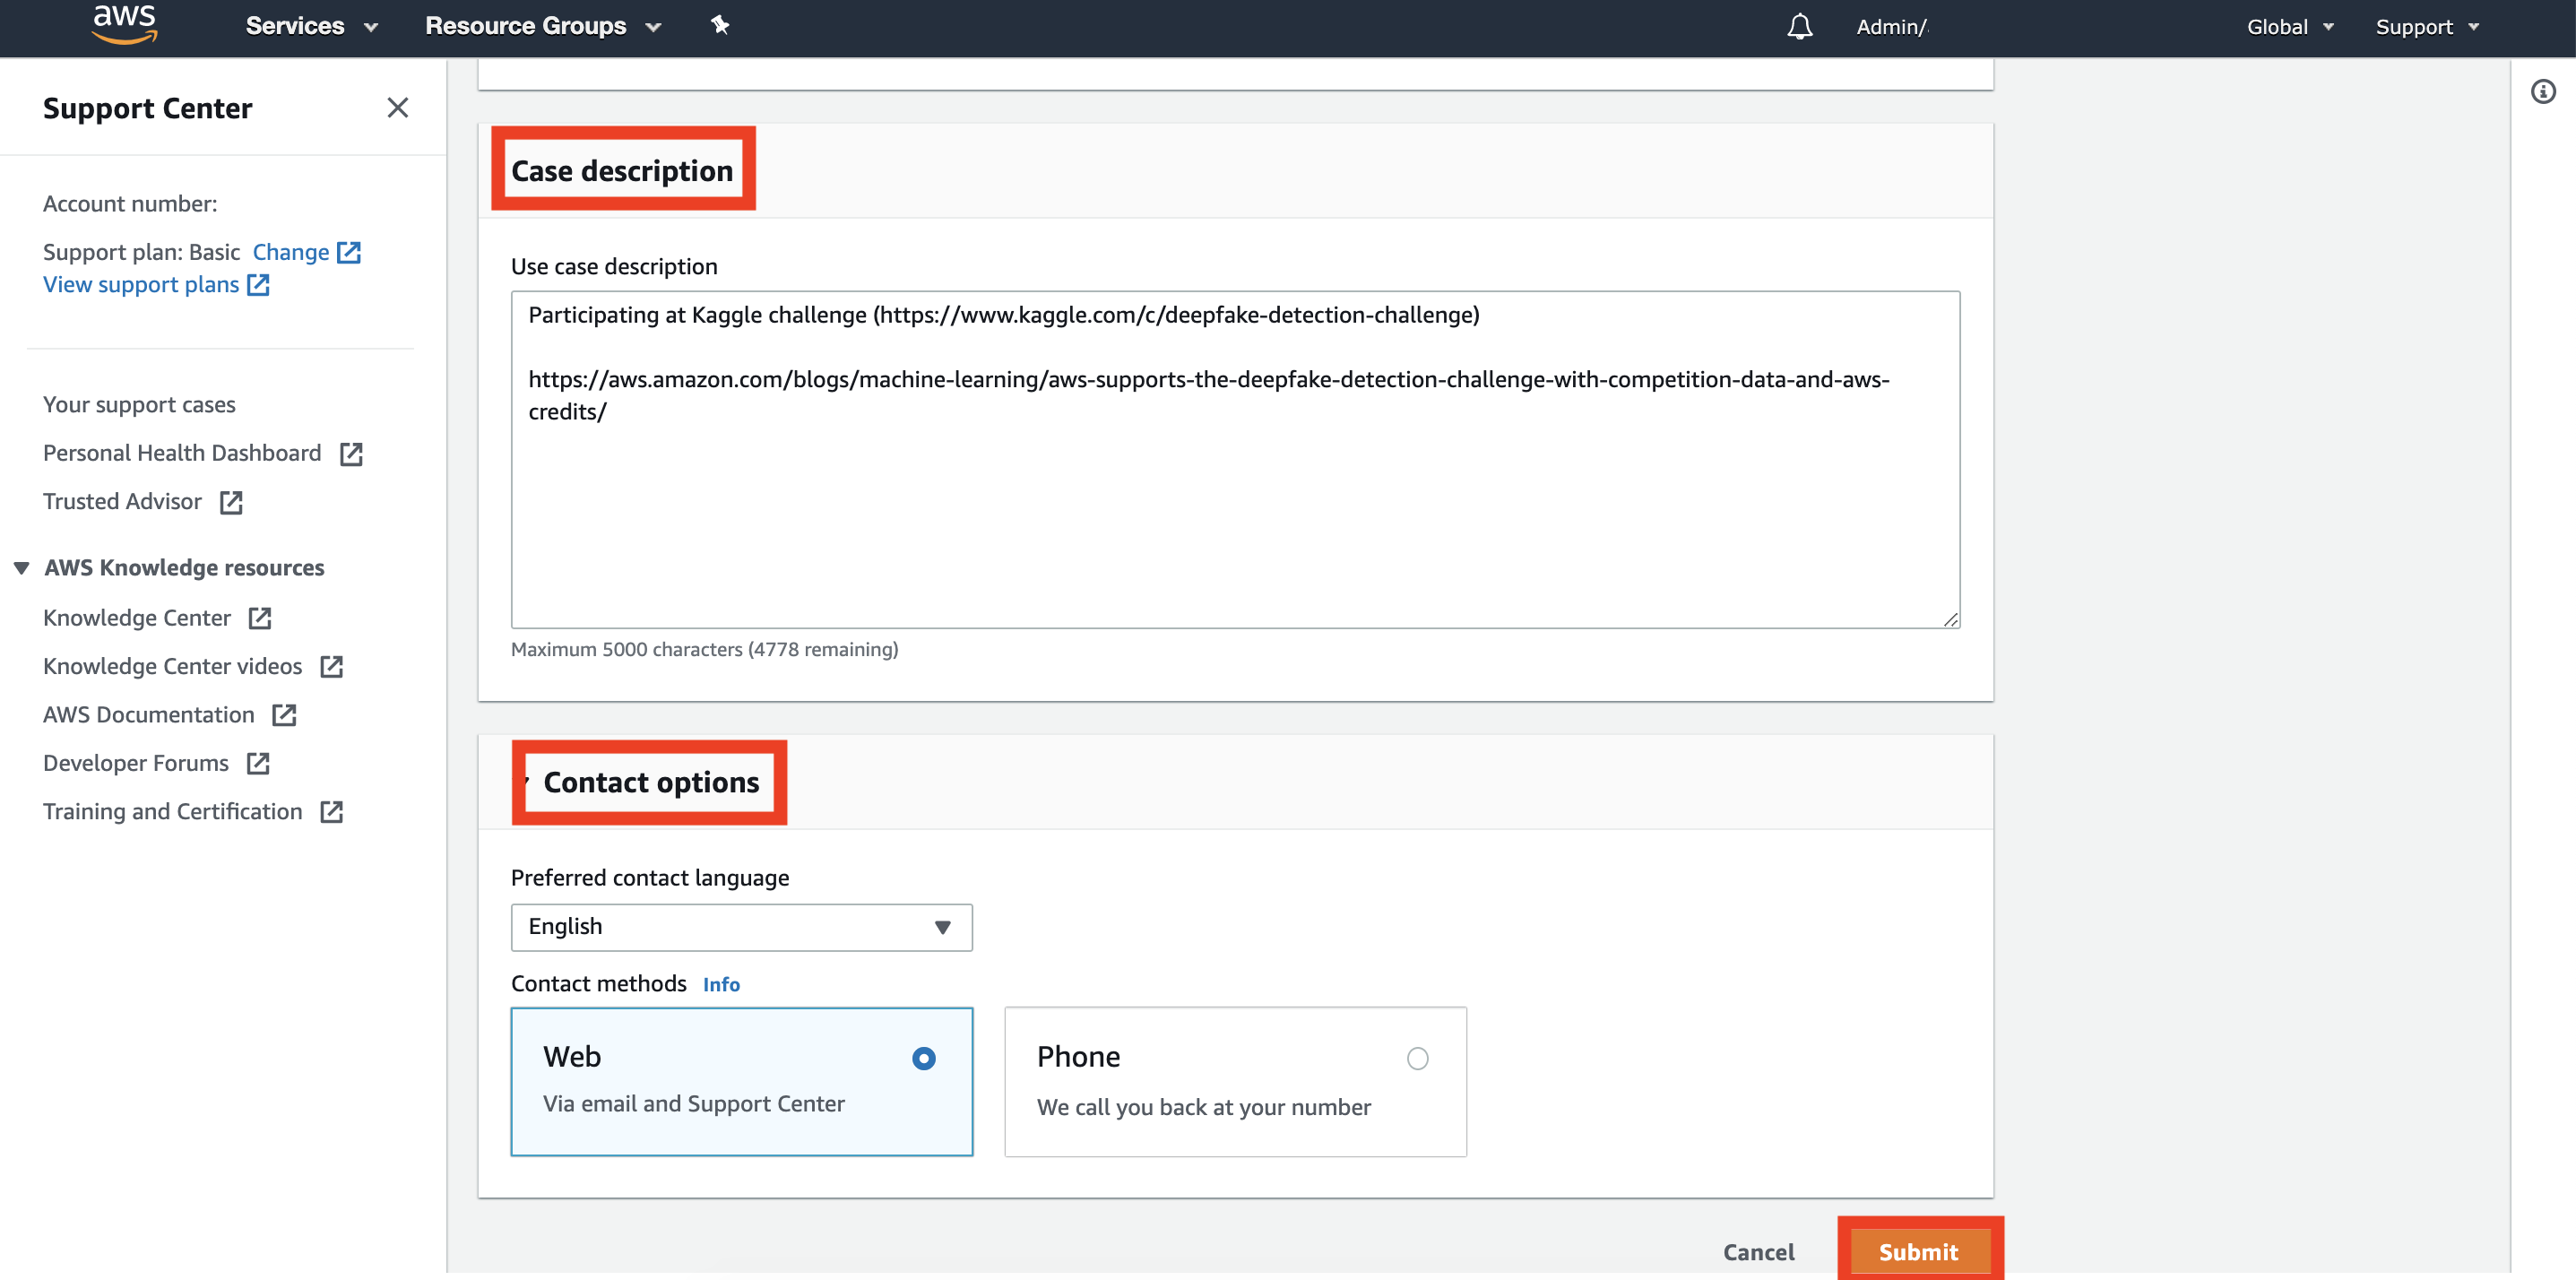 aws
Services
Resource Groups
Admin/
Global
Support
Support Center
Account number:
Support plan: Basic Change
View support plans
Your support cases
Personal Health Dashboard
Trusted Advisor
AWS Knowledge resources
Knowledge Center
Knowledge Center videos
AWS Documentation
Developer Forums
Training and Certification
Case description
Use case description
Participating at Kaggle challenge (https://www.kaggle.com/c/deepfake-detection-challenge)
https://aws.amazon.com/blogs/machine-learning/aws-supports-the-deepfake-detection-challenge-with-competition-data-and-aws-
credits/
Maximum 5000 characters (4778 remaining)
Contact options
Preferred contact language
English
Contact methods Info
Web
Via email and Support Center
Phone
We call you back at your number
Cancel
Submit